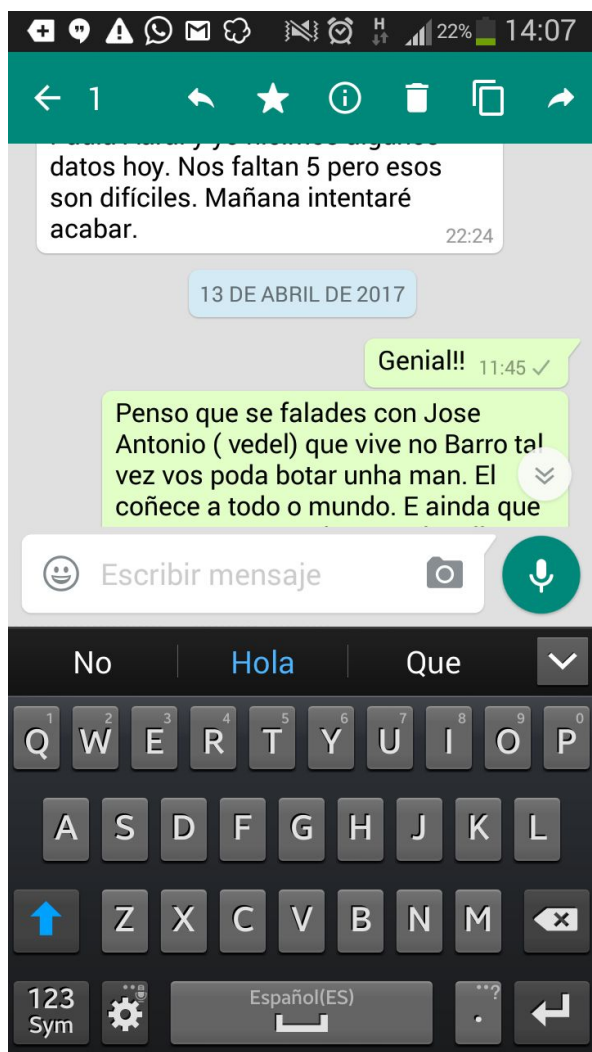 H 22% 14:07
1
datos hoy. Nos faltan 5 pero esos
son difíciles. Mañana intentaré
acabar.
22:24
13 DE ABRIL DE 2017
Genial!! 11:45
Penso que se falades con Jose
Antonio ( vedel) que vive no Barro tal
vez vos poda botar unha man. El
coñece a todo o mundo. E ainda que
Escribir mensaje
No Hola Que
1 2 3 4 5 6 7 8 9 0
Q W E R T Y U I O P
A S D F G H J K L
Z X C V B N M
123 Español(ES) ?
Sym .